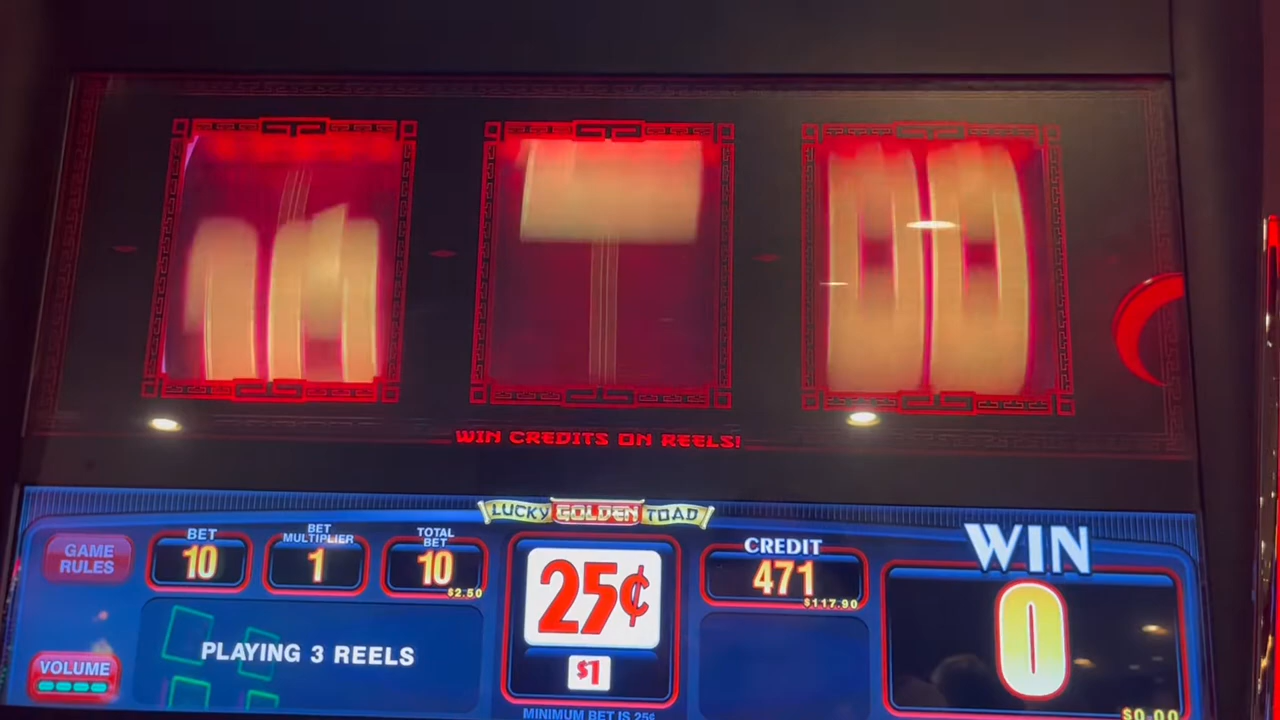 WIN CREDITS ON REELS!
LUCKY GOLDEN TOAD
GAME RULES
BET
10
BET MULTIPLIER
1
TOTAL BET
10
$2.50
25¢
$1
CREDIT
471
$117.90
WIN
0
$0.00
PLAYING 3 REELS
VOLUME
MINIMUM BET IS 25¢